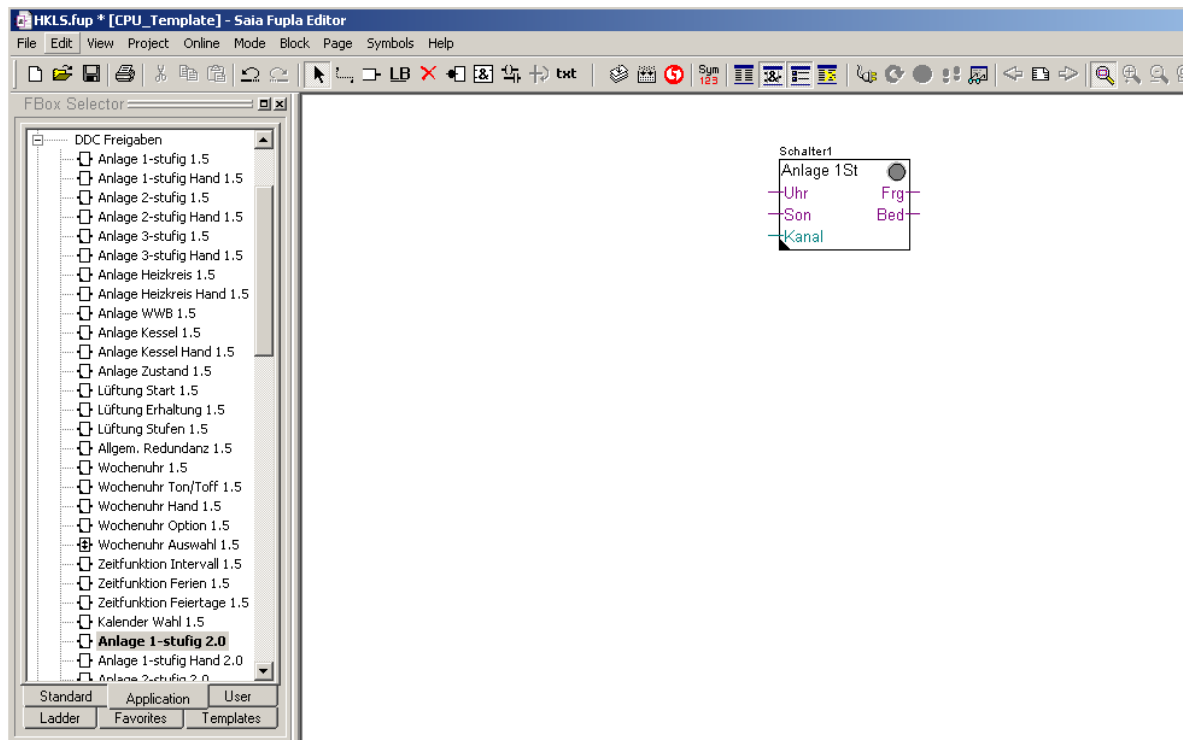 HKLS.fup * [CPU_Template] - Saia Fupla Editor
File Edit View Project Online Mode Block Page Symbols Help
LB & txt Sym 123 &
FBox Selector
DDC Freigaben
Anlage 1-stufig 1.5
Anlage 1-stufig Hand 1.5
Anlage 2-stufig 1.5
Anlage 2-stufig Hand 1.5
Anlage 3-stufig 1.5
Anlage 3-stufig Hand 1.5
Anlage Heizkreis 1.5
Anlage Heizkreis Hand 1.5
Anlage WWB 1.5
Anlage Kessel 1.5
Anlage Kessel Hand 1.5
Anlage Zustand 1.5
Lüftung Start 1.5
Lüftung Erhaltung 1.5
Lüftung Stufen 1.5
Allgem. Redundanz 1.5
Wochenuhr 1.5
Wochenuhr Ton/Toff 1.5
Wochenuhr Hand 1.5
Wochenuhr Option 1.5
Wochenuhr Auswahl 1.5
Zeitfunktion Intervall 1.5
Zeitfunktion Ferien 1.5
Zeitfunktion Feiertage 1.5
Kalender Wahl 1.5
Anlage 1-stufig 2.0
Anlage 1-stufig Hand 2.0
Anlage 2-stufig 2.0
Standard Application User
Ladder Favorites Templates
Schalter1
Anlage 1St
Uhr Frg
Son Bed
Kanal